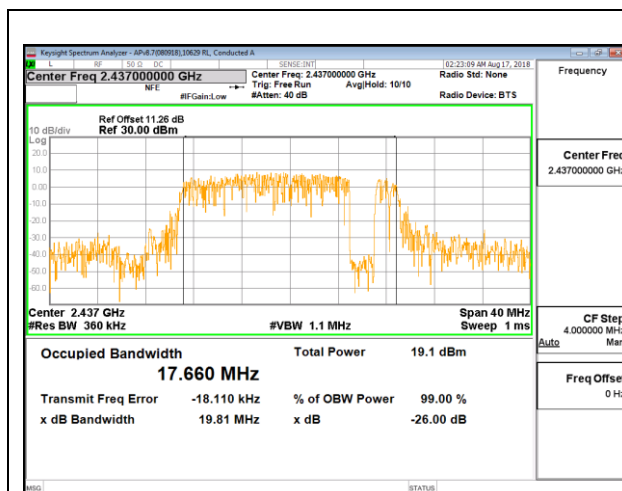 Keysight Spectrum Analyzer - APv8.7(080918),10629 RL, Conducted A
L RF 50 Ω DC SENSE:INT 02:23:09 AM Aug 17, 2018
Center Freq 2.437000000 GHz Center Freq: 2.437000000 GHz Radio Std: None Frequency
NFE Trig: Free Run Avg|Hold: 10/10
#IFGain:Low #Atten: 40 dB Radio Device: BTS
Ref Offset 11.26 dB
10 dB/div Ref 30.00 dBm
Log
20.0
10.0
0.00
-10.0
-20.0
-30.0
-40.0
-50.0
-60.0
Center Freq
2.437000000 GHz
Center 2.437 GHz Span 40 MHz
#Res BW 360 kHz #VBW 1.1 MHz Sweep 1 ms
CF Step
4.000000 MHz
Auto Man
Occupied Bandwidth Total Power 19.1 dBm
17.660 MHz
Transmit Freq Error -18.110 kHz % of OBW Power 99.00 %
x dB Bandwidth 19.81 MHz x dB -26.00 dB
Freq Offset
0 Hz
MSG STATUS